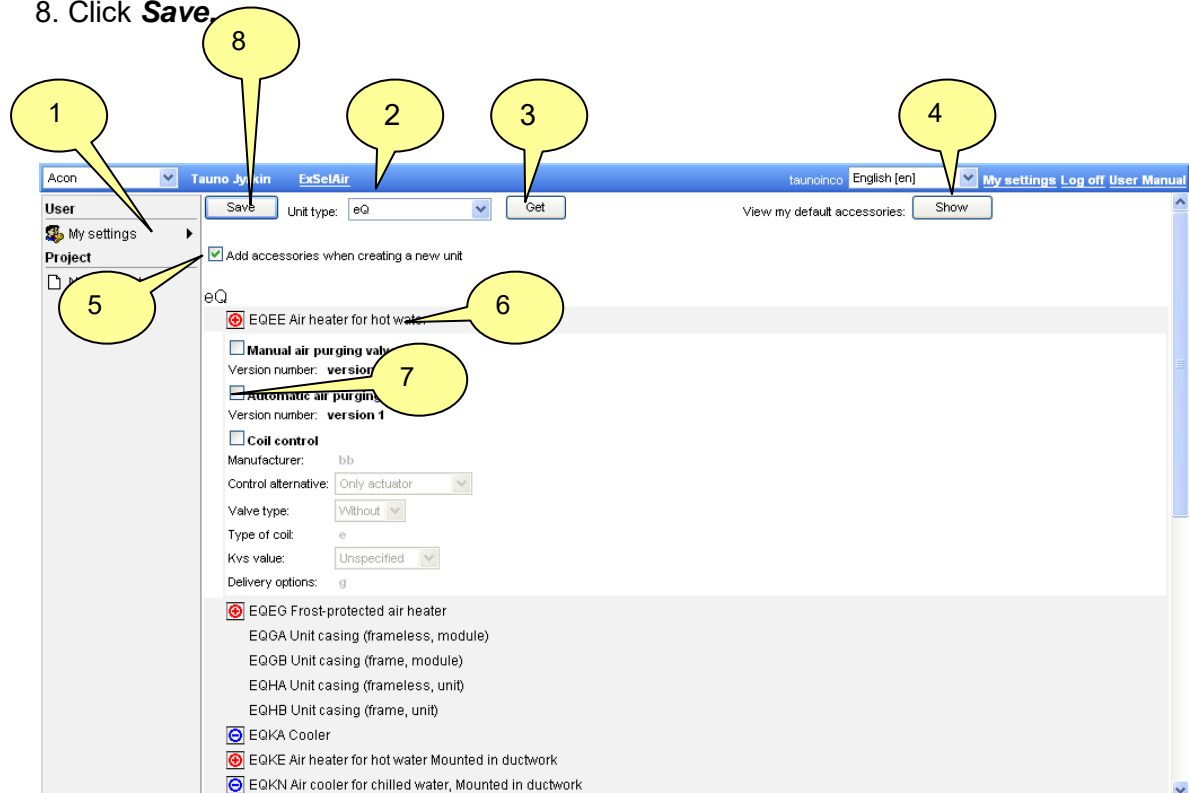 8. Click Save.
8
1 2 3 4
Acon Tauno Jyskin ExSelAir taunoinco English [en] My settings Log off User Manual
User Save Unit type: eQ Get View my default accessories: Show
My settings
Project Add accessories when creating a new unit
5
eQ
6
EQEE Air heater for hot water
Manual air purging valve
Version number: version
7
Automatic air purging
Version number: version 1
Coil control
Manufacturer: bb
Control alternative: Only actuator
Valve type: Without
Type of coil: e
Kvs value: Unspecified
Delivery options: g
EQEG Frost-protected air heater
EQGA Unit casing (frameless, module)
EQGB Unit casing (frame, module)
EQHA Unit casing (frameless, unit)
EQHB Unit casing (frame, unit)
EQKA Cooler
EQKE Air heater for hot water Mounted in ductwork
EQKN Air cooler for chilled water, Mounted in ductwork